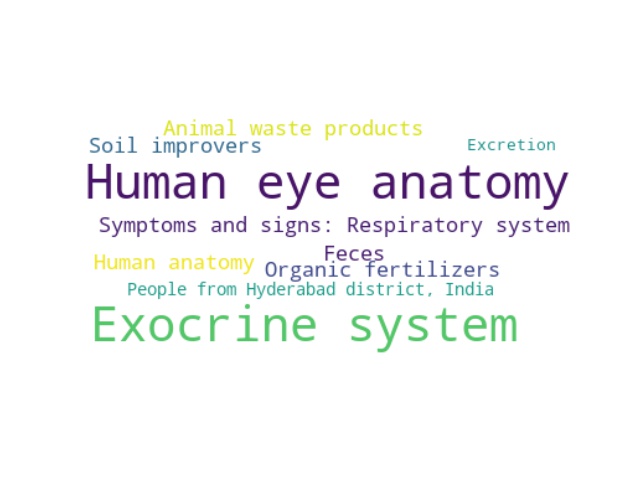 Animal waste products
Soil improvers
Excretion
Human eye anatomy
Symptoms and signs: Respiratory system
Feces
Human anatomy
Organic fertilizers
People from Hyderabad district, India
Exocrine system